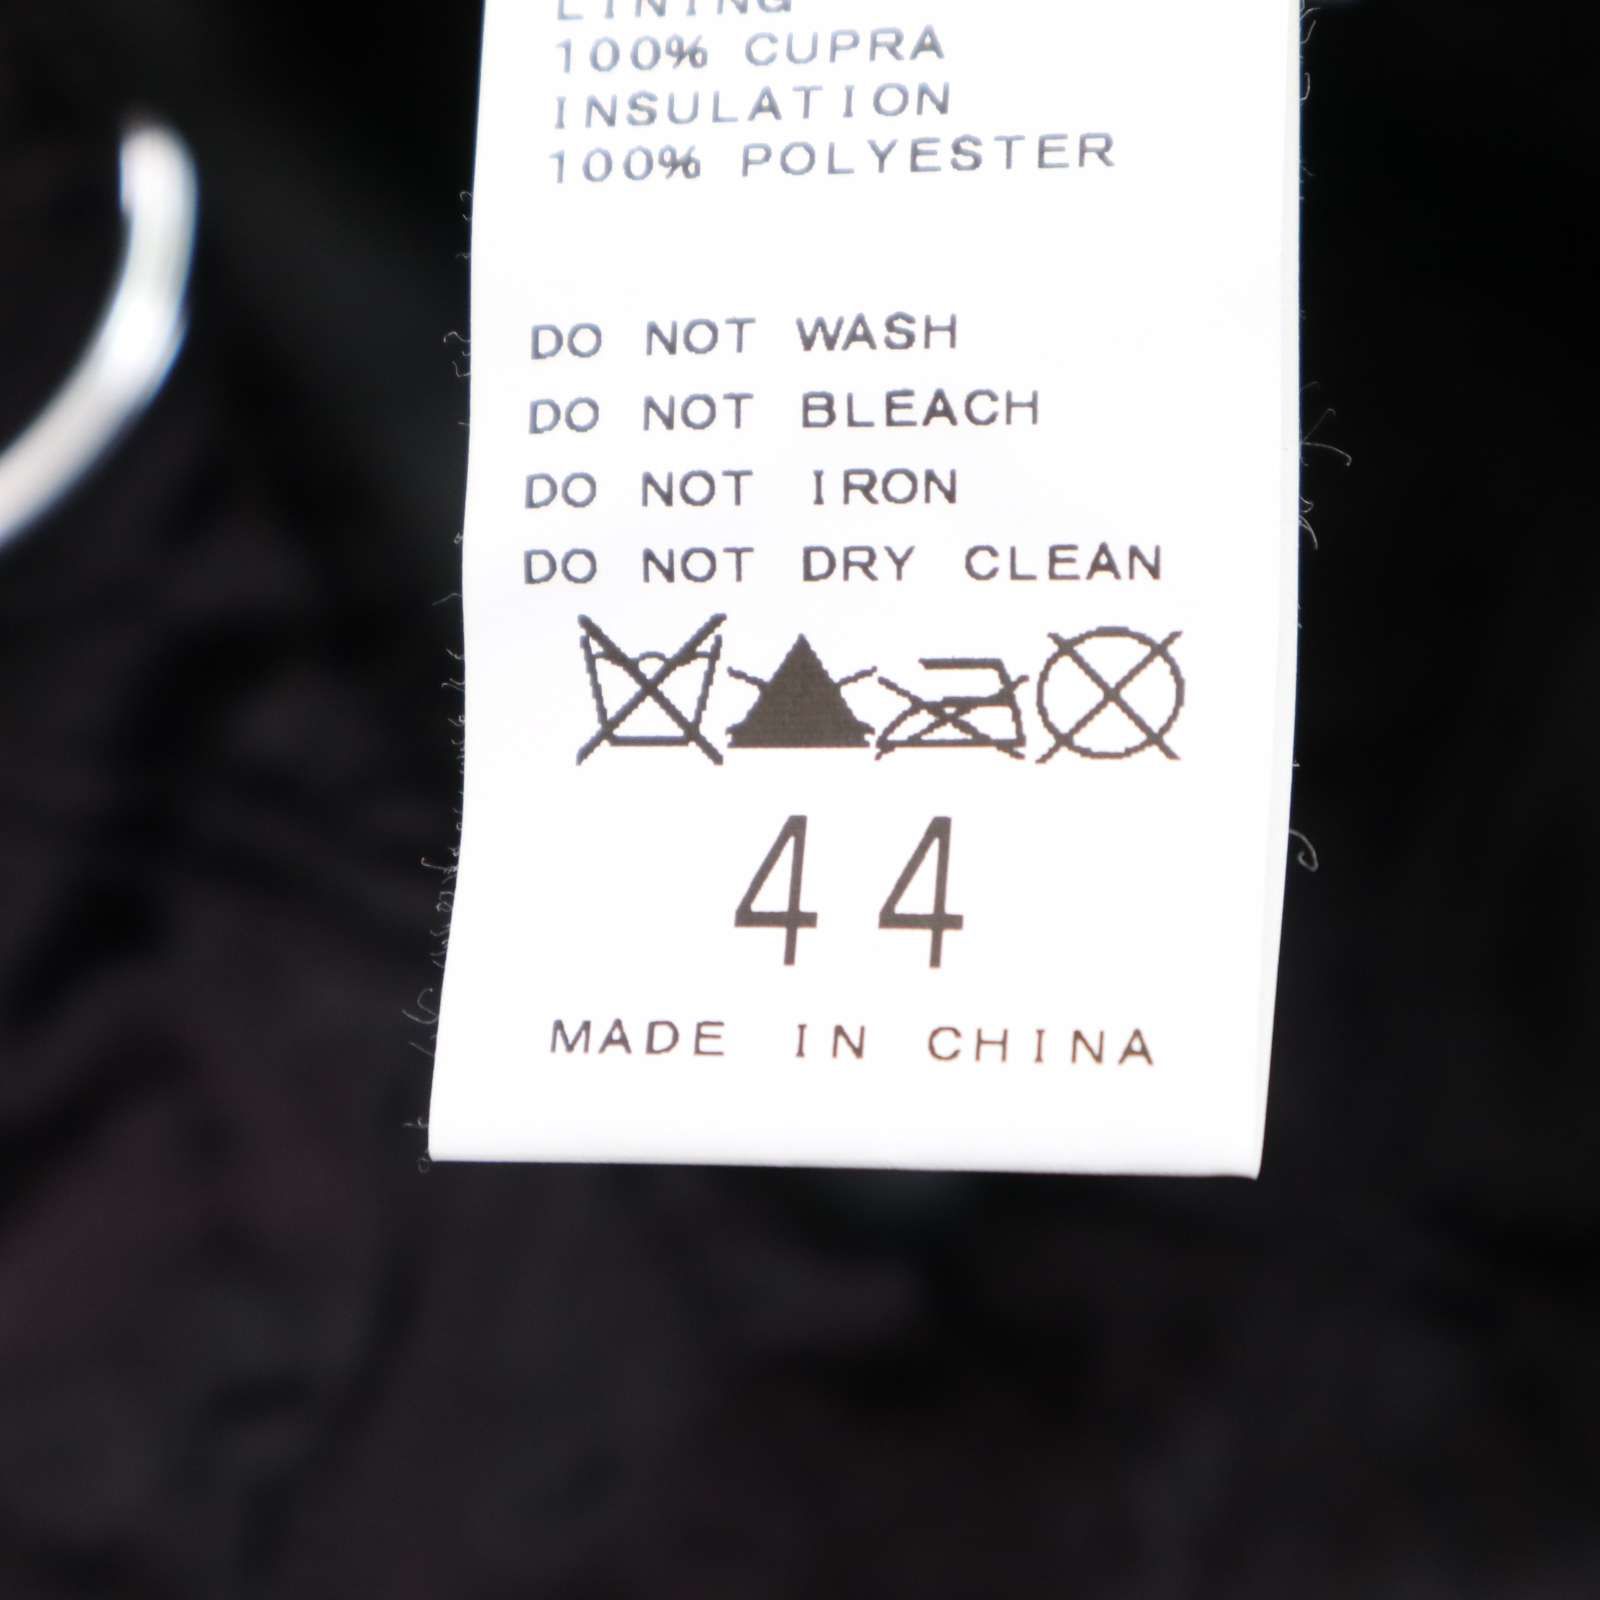 LINING
100% CUPRA
INSULATION
100% POLYESTER
DO NOT WASH
DO NOT BLEACH
DO NOT IRON
DO NOT DRY CLEAN
44
MADE IN CHINA